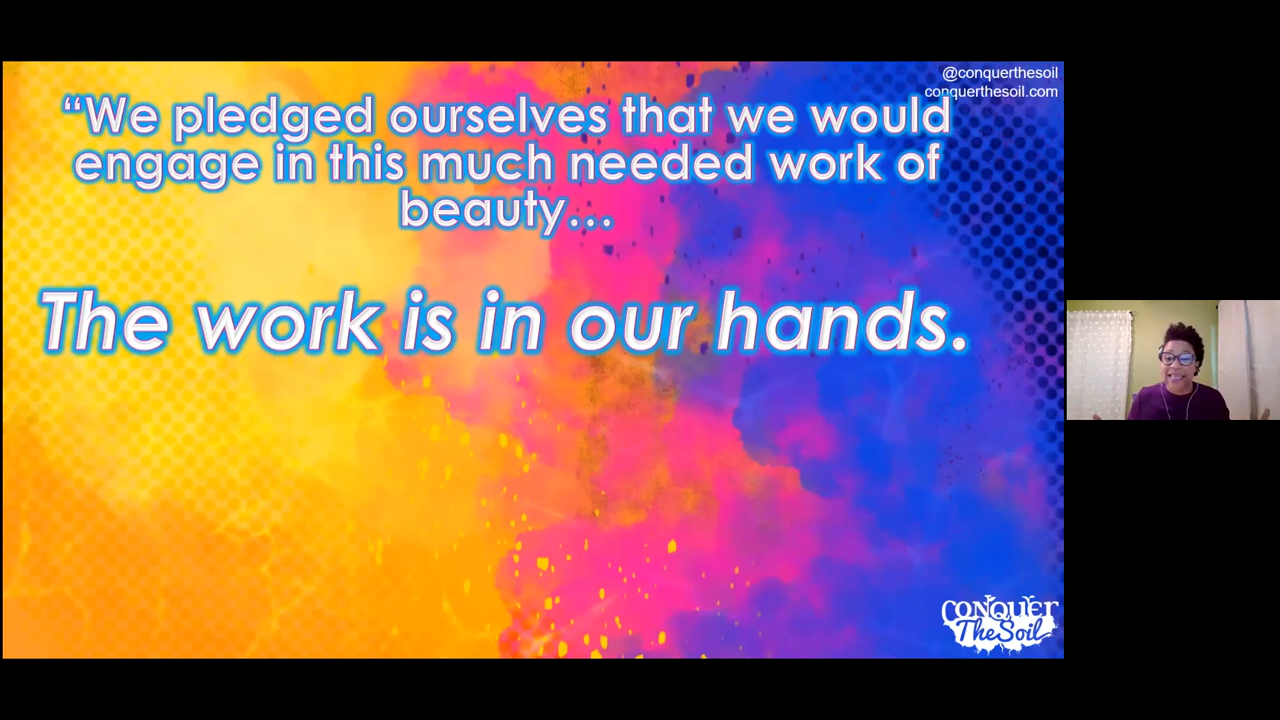 @conquerthesoil
conquerthesoil.com
“We pledged ourselves that we would
engage in this much needed work of
beauty...
The work is in our hands.
CONQUER
The Soil